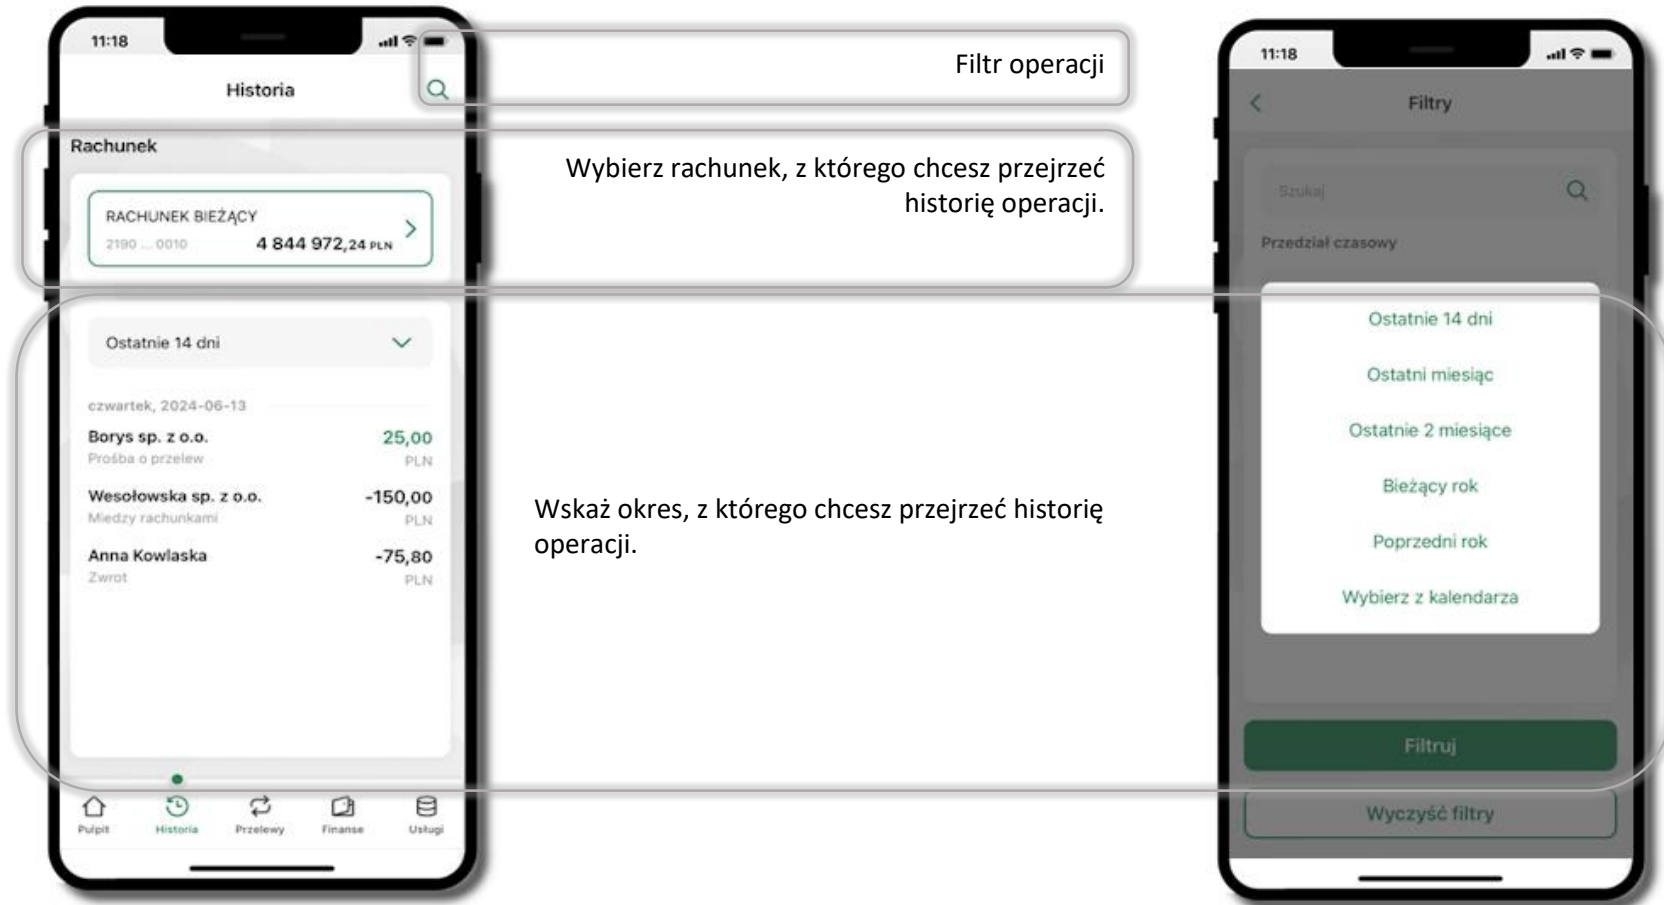 11:18
Historia
Rachunek
RACHUNEK BIEŻĄCY
2190 ... 0010 4 844 972,24 PLN
Ostatnie 14 dni
czwartek, 2024-06-13
Borys sp. z o.o. 25,00
Prośba o przelew PLN
Wesołowska sp. z o.o. -150,00
Miedzy rachunkami PLN
Anna Kowlaska -75,80
Zwrot PLN
Pulpit Historia Przelewy Finanse Usługi
Filtr operacji
Wybierz rachunek, z którego chcesz przejrzeć
historię operacji.
Wskaż okres, z którego chcesz przejrzeć historię
operacji.
11:18
Filtry
Szukaj
Przedział czasowy
Ostatnie 14 dni
Ostatni miesiąc
Ostatnie 2 miesiące
Bieżący rok
Poprzedni rok
Wybierz z kalendarza
Filtruj
Wyczyść filtry